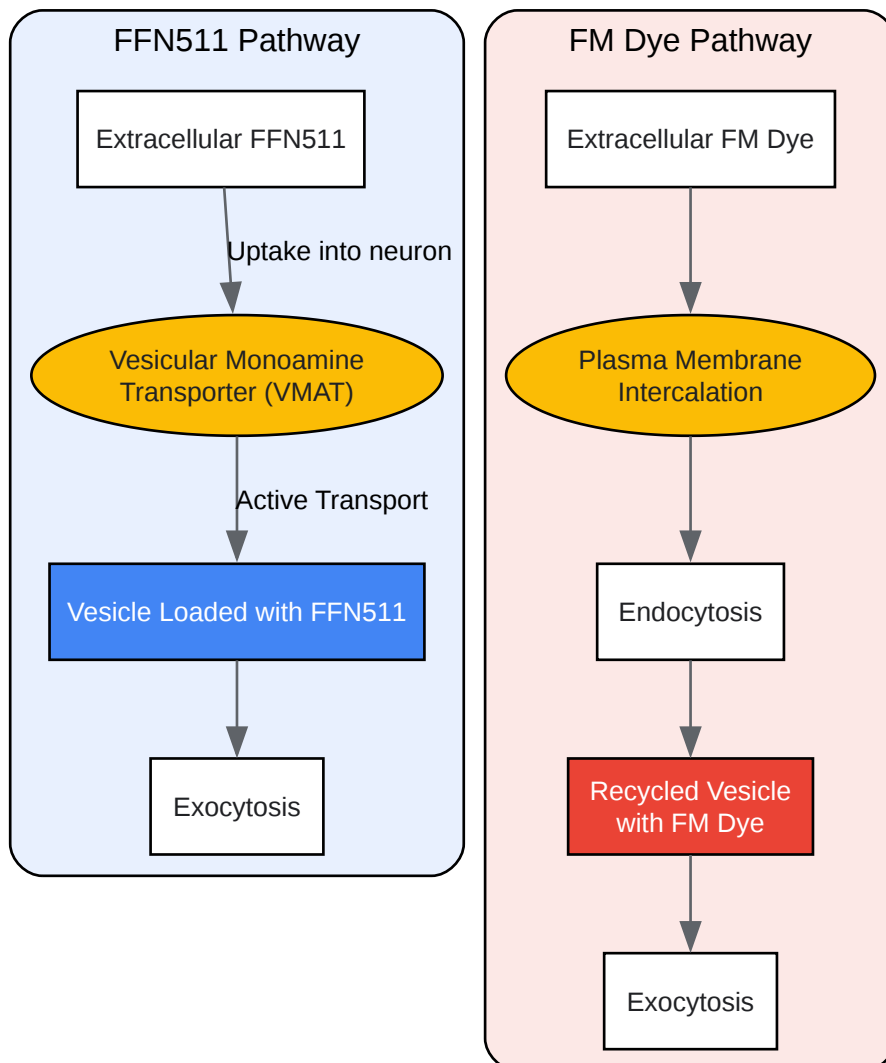 FFN511 Pathway
Extracellular FFN511
Uptake into neuron
Vesicular Monoamine
Transporter (VMAT)
Active Transport
Vesicle Loaded with FFN511
Exocytosis
FM Dye Pathway
Extracellular FM Dye
Plasma Membrane
Intercalation
Endocytosis
Recycled Vesicle
with FM Dye
Exocytosis